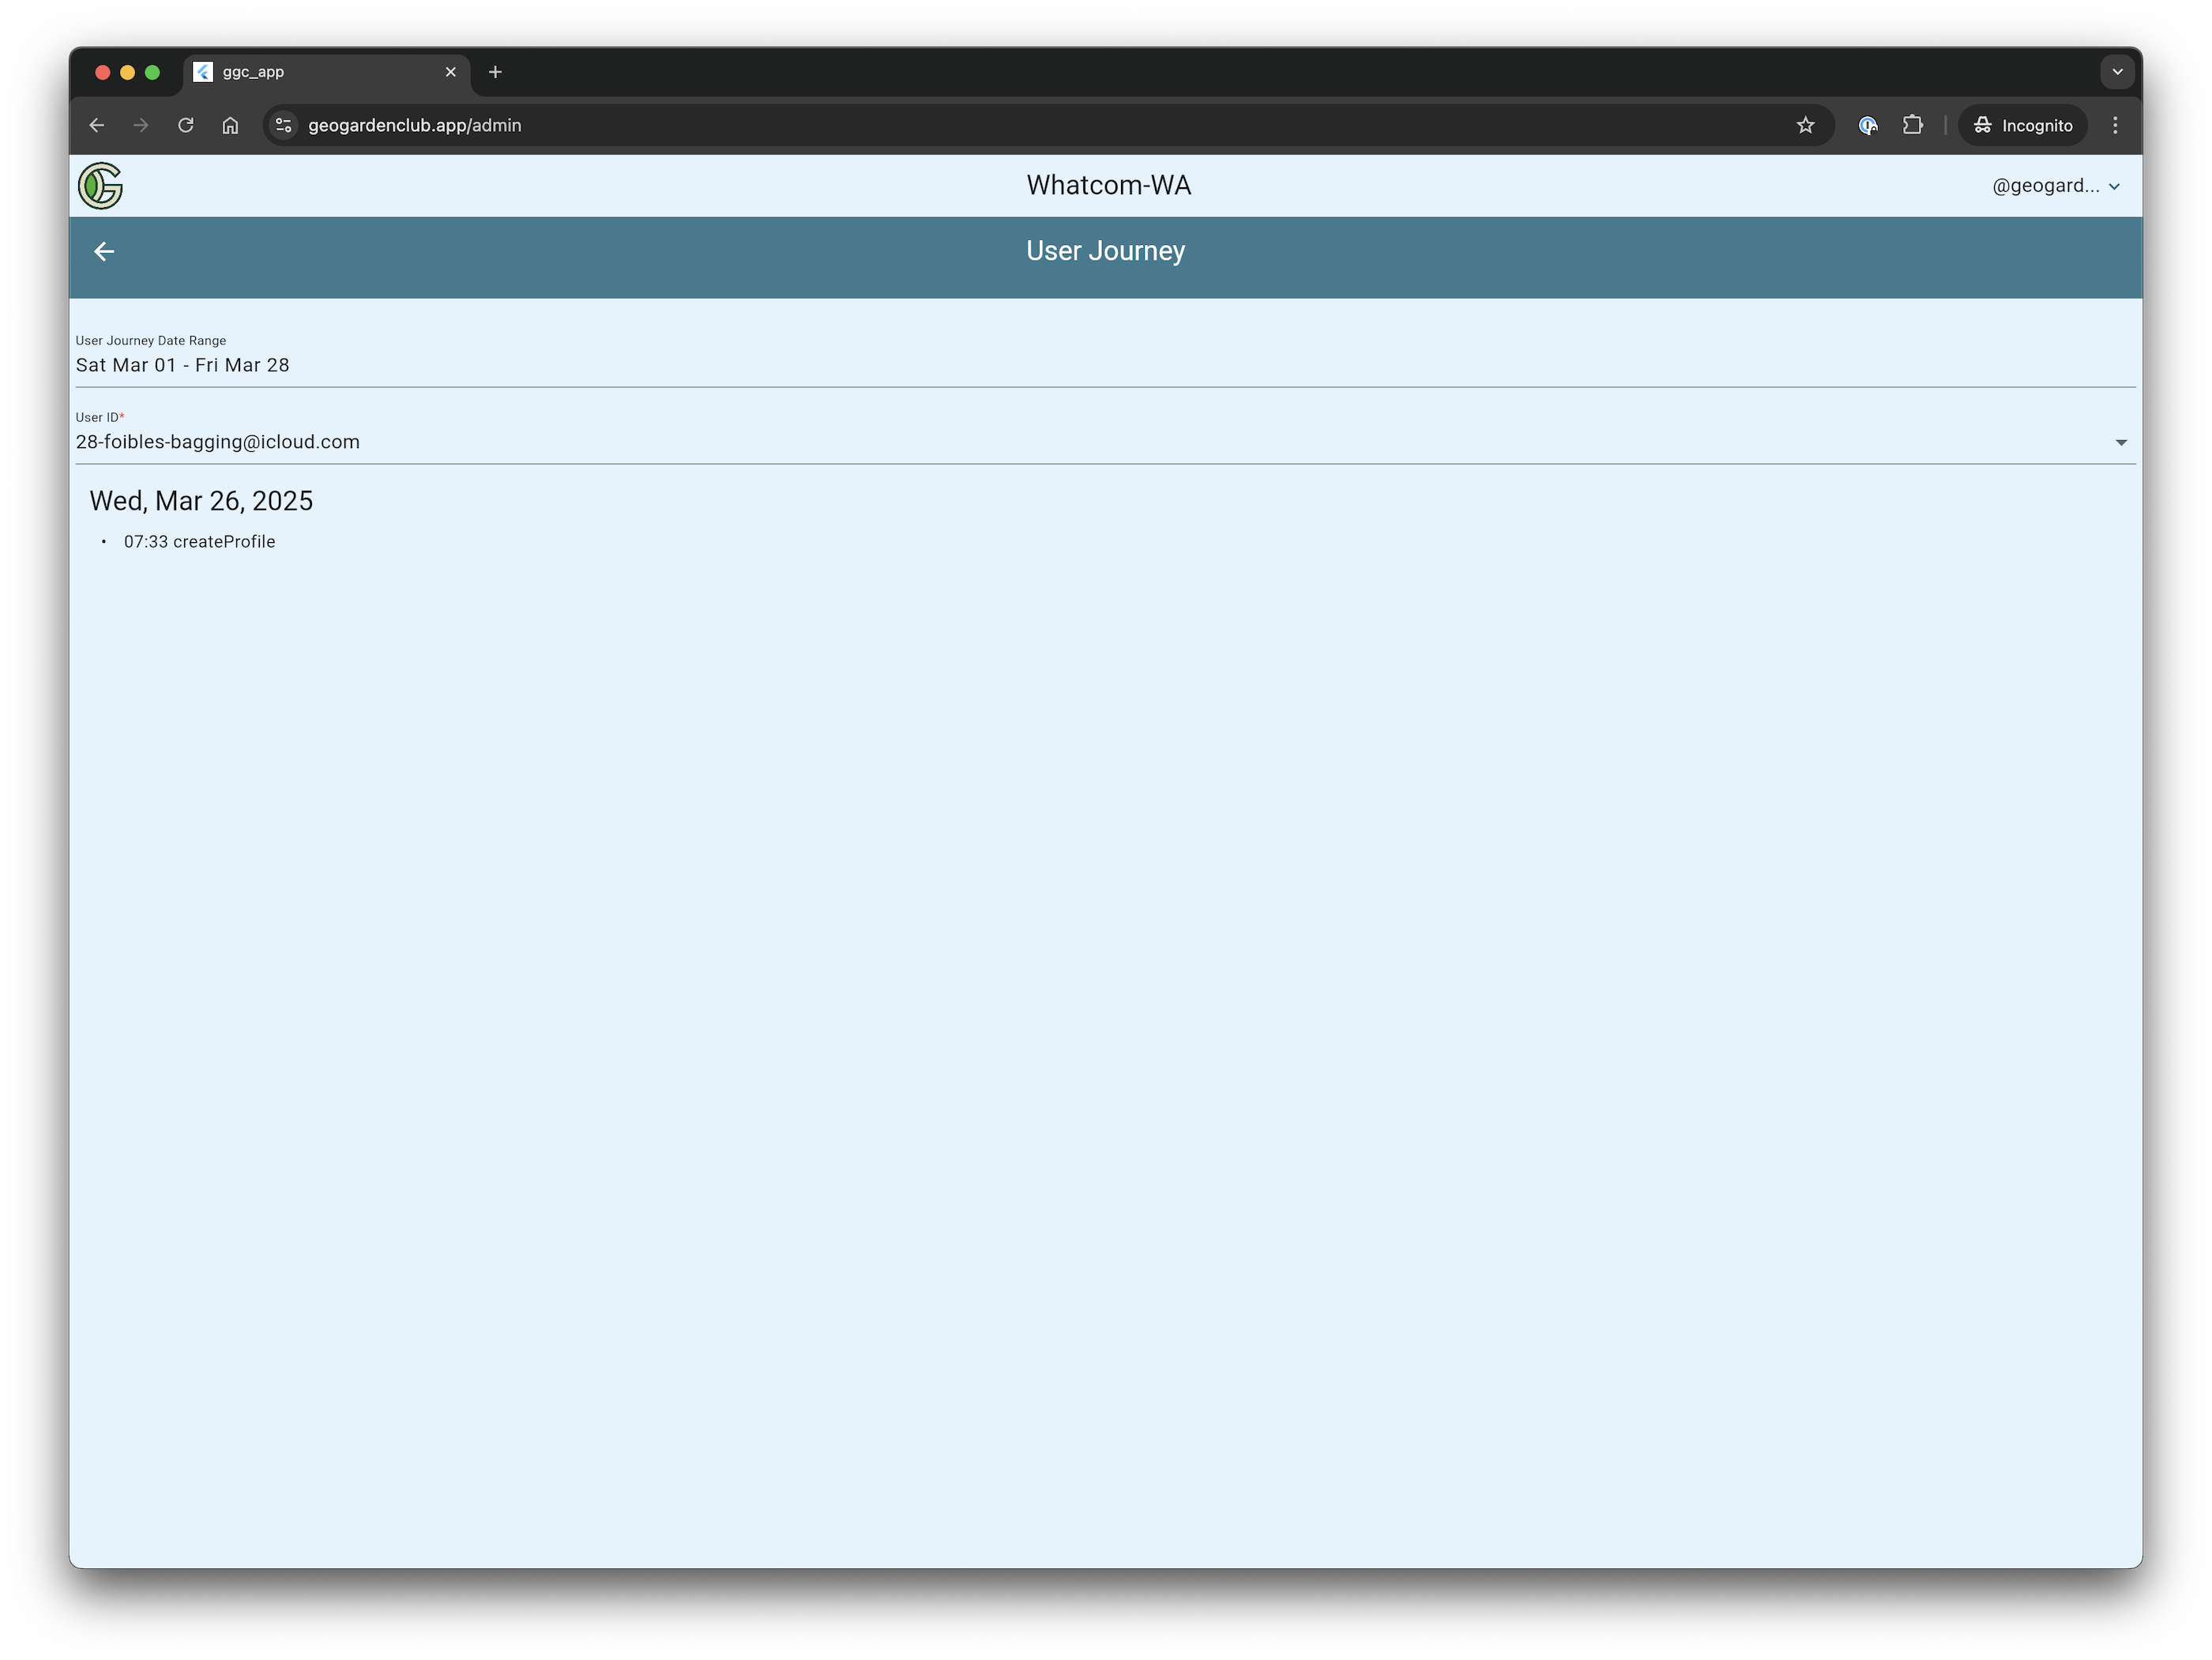 ggc_app
geogardenclub.app/admin
Incognito
Whatcom-WA
@geogard...
User Journey
User Journey Date Range
Sat Mar 01 - Fri Mar 28
User ID*
28-foibles-bagging@icloud.com
Wed, Mar 26, 2025
• 07:33 createProfile